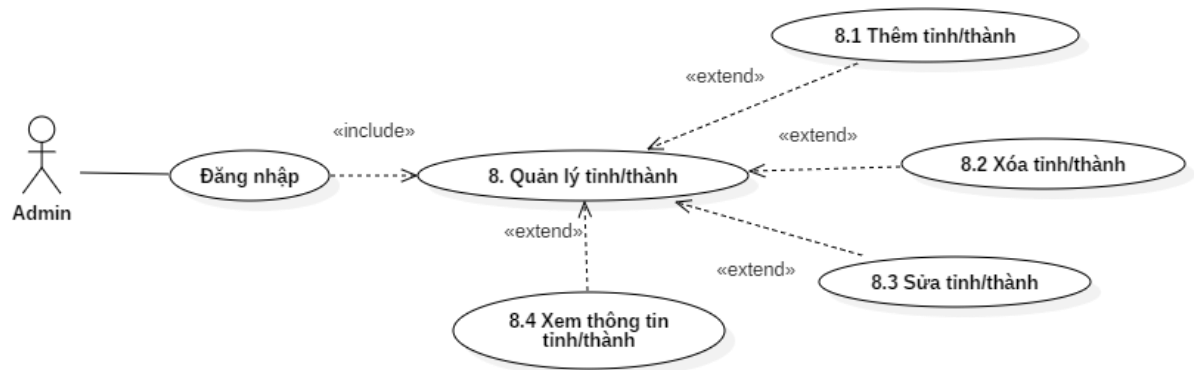 8.1 Thêm tỉnh/thành
«extend»
«include»
«extend»
Đăng nhập
8. Quản lý tỉnh/thành
8.2 Xóa tỉnh/thành
Admin
«extend»
«extend»
8.3 Sửa tỉnh/thành
8.4 Xem thông tin
tỉnh/thành